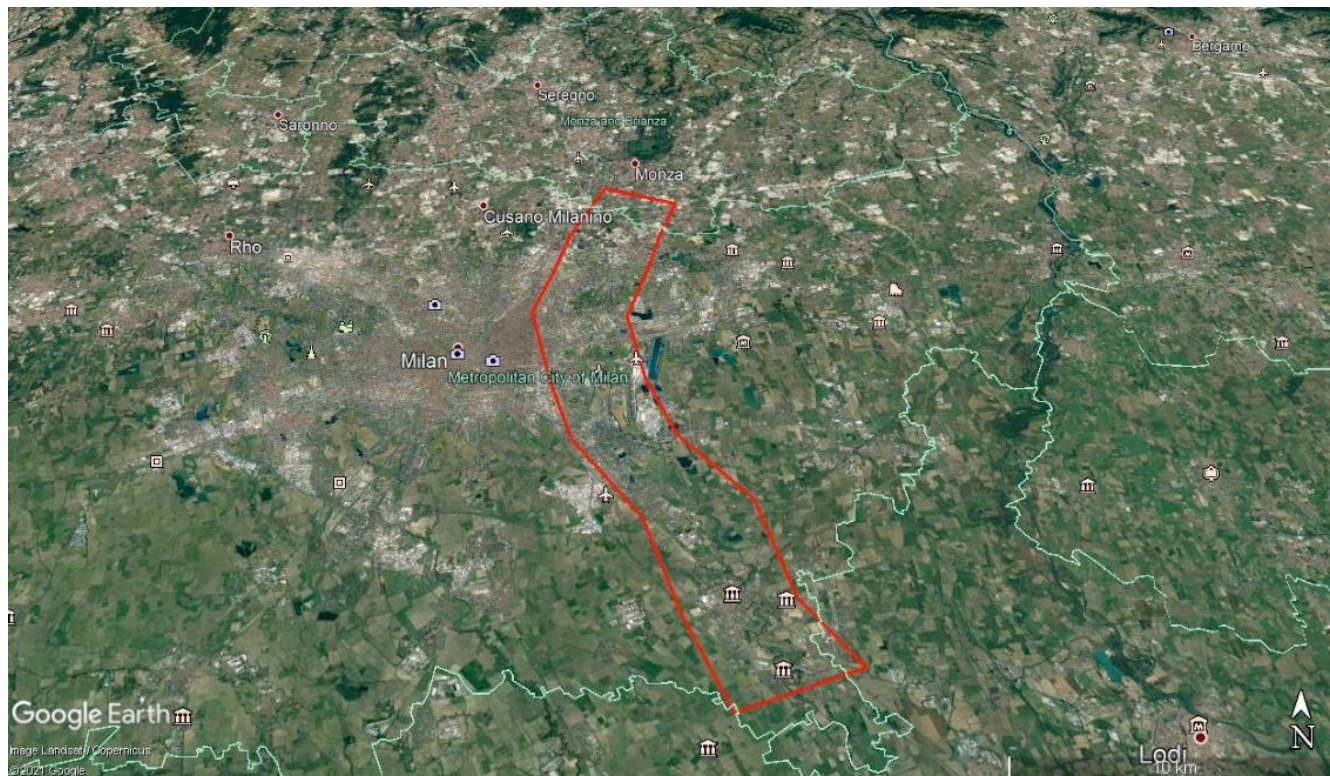 Bergamo
Seregno
Monza and Brianza
Saronno
Monza
Cusano Milanino
Rho
Milan
Metropolitan City of Milan
Google Earth
Image Landsat / Copernicus
© 2021 Google
N
Lodi
10 km